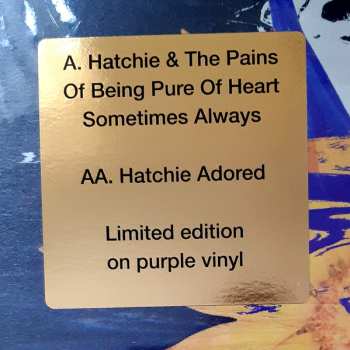 A. Hatchie & The Pains
Of Being Pure Of Heart
Sometimes Always
AA. Hatchie Adored
Limited edition
on purple vinyl